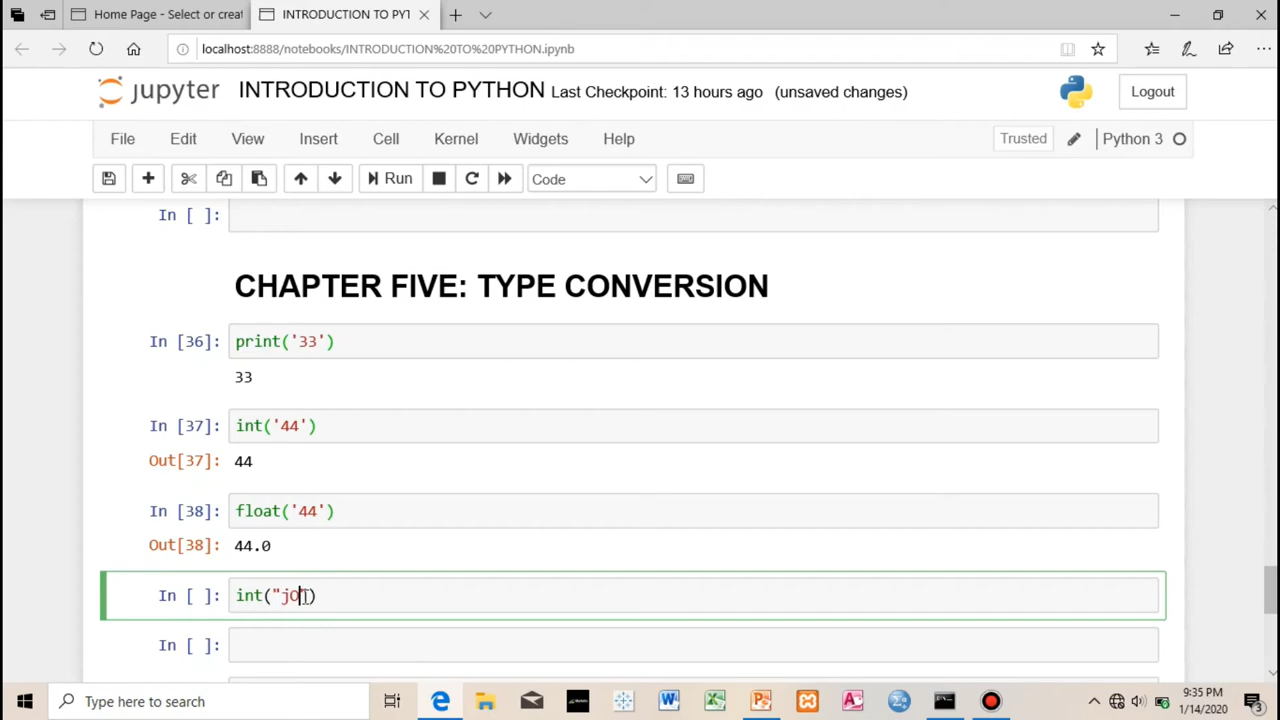 Home Page - Select or creat
INTRODUCTION TO PYT
localhost:8888/notebooks/INTRODUCTION%20TO%20PYTHON.ipynb
jupyter INTRODUCTION TO PYTHON Last Checkpoint: 13 hours ago (unsaved changes)
Logout
File Edit View Insert Cell Kernel Widgets Help
Trusted
Python 3
Run
Code
In [ ]:
CHAPTER FIVE: TYPE CONVERSION
In [36]: print('33')
33
In [37]: int('44')
Out[37]: 44
In [38]: float('44')
Out[38]: 44.0
In [ ]: int("jO")
In [ ]:
Type here to search
9:35 PM
1/14/2020
3